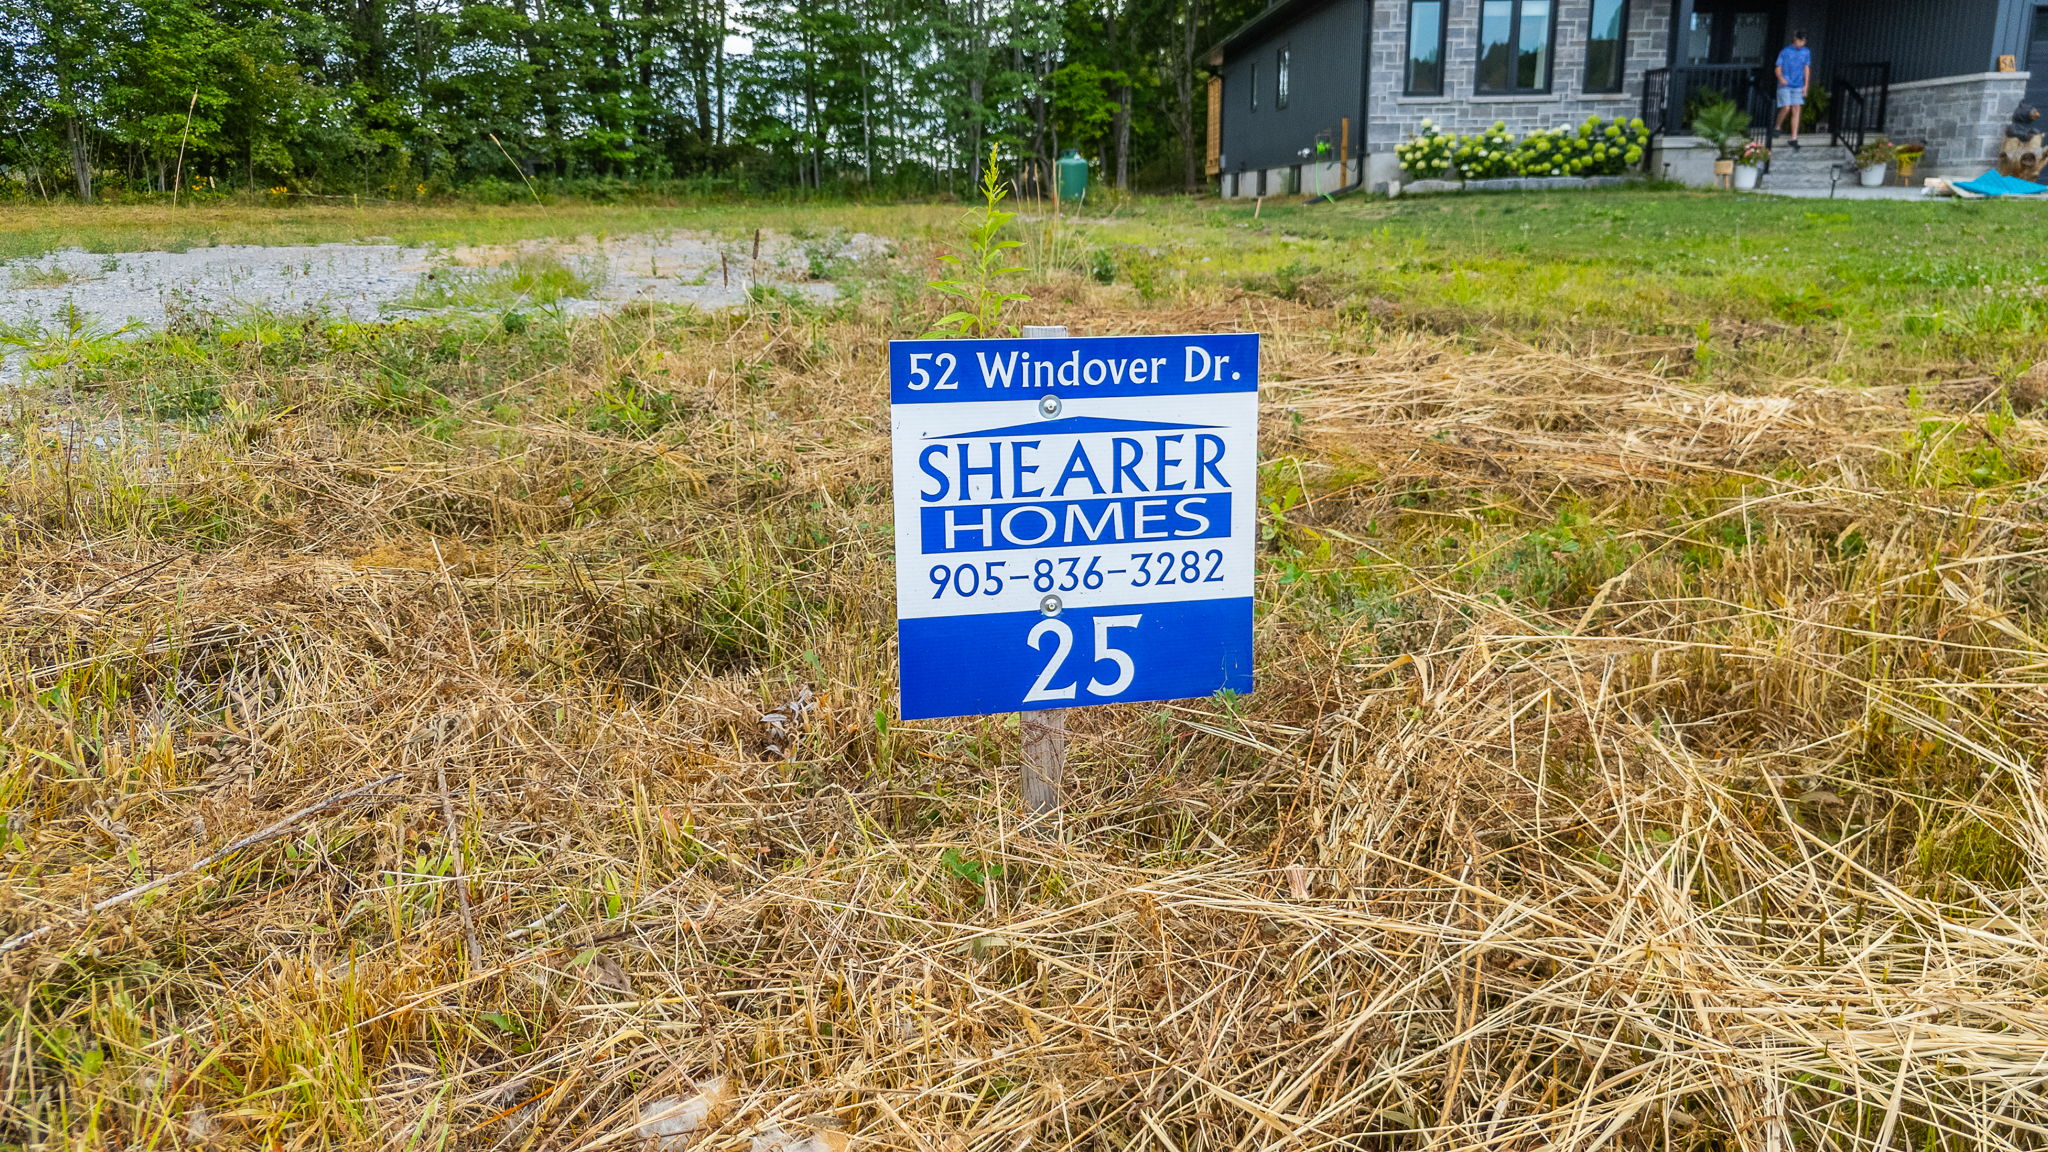 52 Windover Dr.
SHEARER
HOMES
905-836-3282
25